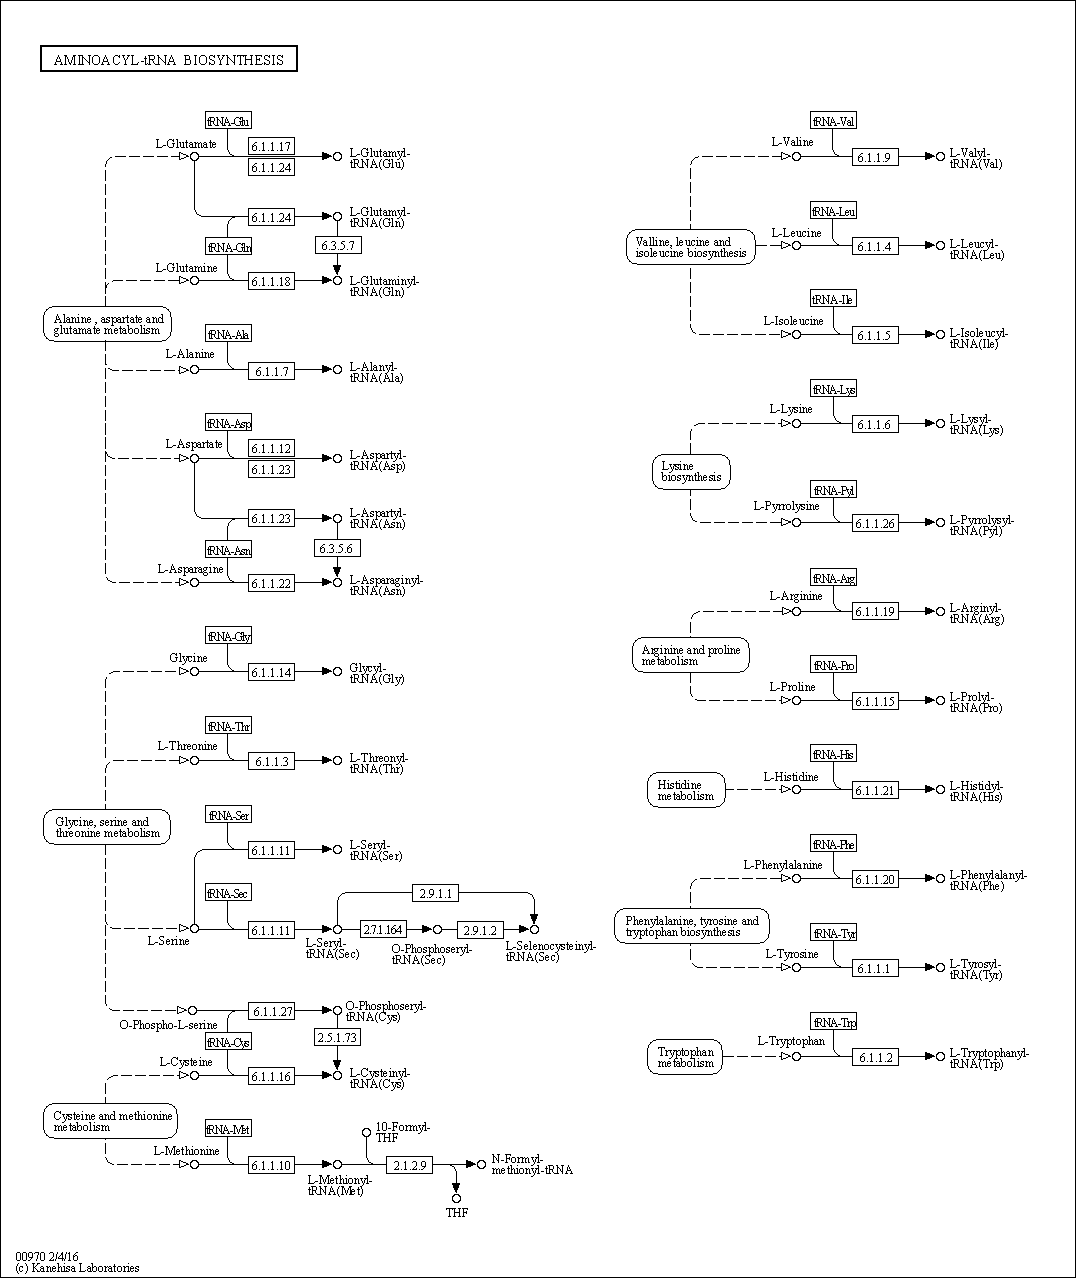 AMINOACYL-tRNA BIOSYNTHESIS
tRNA-Glu
L-Glutamate
6.1.1.17
6.1.1.24
L-Glutamyl-
tRNA(Glu)
6.1.1.24
L-Glutamyl-
tRNA(Gln)
tRNA-Gln
6.3.5.7
L-Glutamine
6.1.1.18
L-Glutaminyl-
tRNA(Gln)
Alanine , aspartate and
glutamate metabolism
tRNA-Ala
L-Alanine
6.1.1.7
L-Alanyl-
tRNA(Ala)
tRNA-Asp
L-Aspartate
6.1.1.12
6.1.1.23
L-Aspartyl-
tRNA(Asp)
6.1.1.23
L-Aspartyl-
tRNA(Asn)
tRNA-Asn
6.3.5.6
L-Asparagine
6.1.1.22
L-Asparaginyl-
tRNA(Asn)
tRNA-Gly
Glycine
6.1.1.14
Glycyl-
tRNA(Gly)
tRNA-Thr
L-Threonine
6.1.1.3
L-Threonyl-
tRNA(Thr)
Glycine, serine and
threonine metabolism
tRNA-Ser
6.1.1.11
L-Seryl-
tRNA(Ser)
tRNA-Sec
L-Serine
6.1.1.11
L-Seryl-
tRNA(Sec)
2.9.1.1
2.7.1.164
O-Phosphoseryl-
tRNA(Sec)
2.9.1.2
L-Selenocysteinyl-
tRNA(Sec)
O-Phospho-L-serine
6.1.1.27
O-Phosphoseryl-
tRNA(Cys)
tRNA-Cys
2.5.1.73
L-Cysteine
6.1.1.16
L-Cysteinyl-
tRNA(Cys)
Cysteine and methionine
metabolism
tRNA-Met
L-Methionine
6.1.1.10
L-Methionyl-
tRNA(Met)
10-Formyl-
THF
2.1.2.9
N-Formyl-
methionyl-tRNA
THF
tRNA-Val
L-Valine
6.1.1.9
L-Valyl-
tRNA(Val)
Valline, leucine and
isoleucine biosynthesis
tRNA-Leu
L-Leucine
6.1.1.4
L-Leucyl-
tRNA(Leu)
tRNA-Ile
L-Isoleucine
6.1.1.5
L-Isoleucyl-
tRNA(Ile)
tRNA-Lys
L-Lysine
6.1.1.6
L-Lysyl-
tRNA(Lys)
Lysine
biosynthesis
tRNA-Pyl
L-Pyrrolysine
6.1.1.26
L-Pyrrolysyl-
tRNA(Pyl)
tRNA-Arg
L-Arginine
6.1.1.19
L-Arginyl-
tRNA(Arg)
Arginine and proline
metabolism
tRNA-Pro
L-Proline
6.1.1.15
L-Prolyl-
tRNA(Pro)
tRNA-His
Histidine
metabolism
L-Histidine
6.1.1.21
L-Histidyl-
tRNA(His)
tRNA-Phe
L-Phenylalanine
6.1.1.20
L-Phenylalanyl-
tRNA(Phe)
Phenylalanine, tyrosine and
tryptophan biosynthesis
tRNA-Tyr
L-Tyrosine
6.1.1.1
L-Tyrosyl-
tRNA(Tyr)
tRNA-Trp
Tryptophan
metabolism
L-Tryptophan
6.1.1.2
L-Tryptophanyl-
tRNA(Trp)
00970 2/4/16
(c) Kanehisa Laboratories